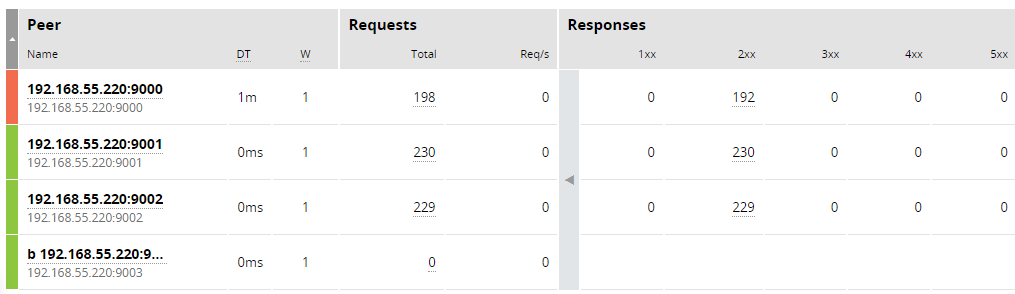 Peer Requests Responses
Name DT W Total Req/s 1xx 2xx 3xx 4xx 5xx
192.168.55.220:9000
192.168.55.220:9000
1m 1 198 0 0 192 0 0 0
192.168.55.220:9001
192.168.55.220:9001
0ms 1 230 0 0 230 0 0 0
192.168.55.220:9002
192.168.55.220:9002
0ms 1 229 0 0 229 0 0 0
b 192.168.55.220:9...
192.168.55.220:9003
0ms 1 0 0